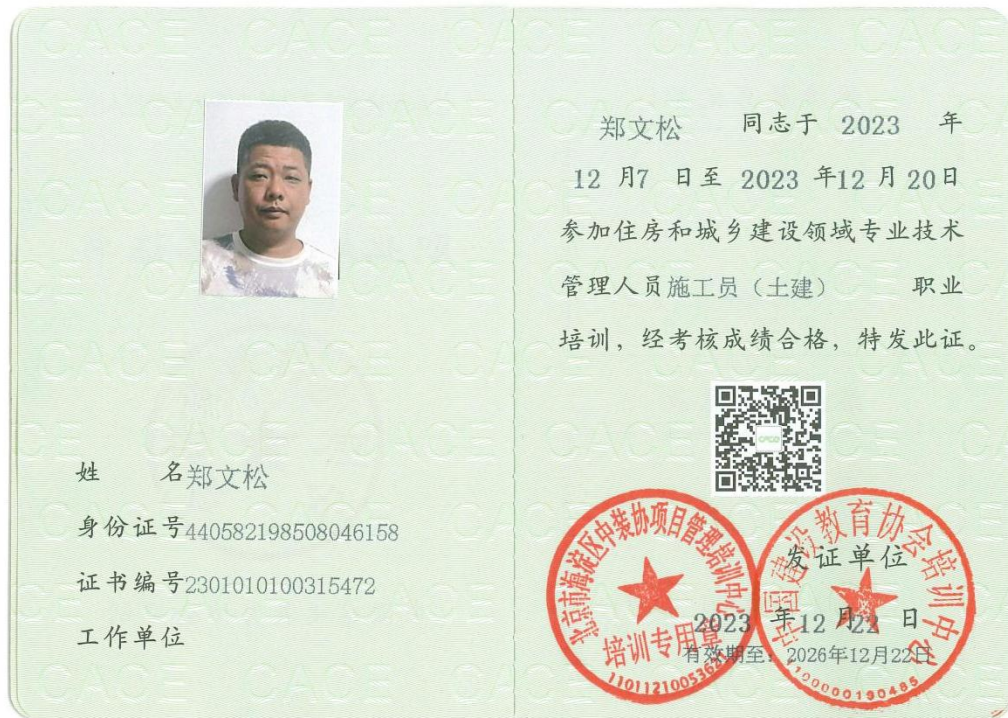 姓 名郑文松
身份证号440582198508046158
证书编号2301010100315472
工作单位
郑文松 同志于 2023 年
12 月7 日至 2023 年12 月 20日
参加住房和城乡建设领域专业技术
管理人员施工员（土建） 职业
培训，经考核成绩合格，特发此证。
北京市海淀区中装协项目管理培训中心
培训专用章
中国建设教育协会培训中心
1100000190485
发证单位
2023 年12 月22 日
有效期至：2026年12月22日
CACE